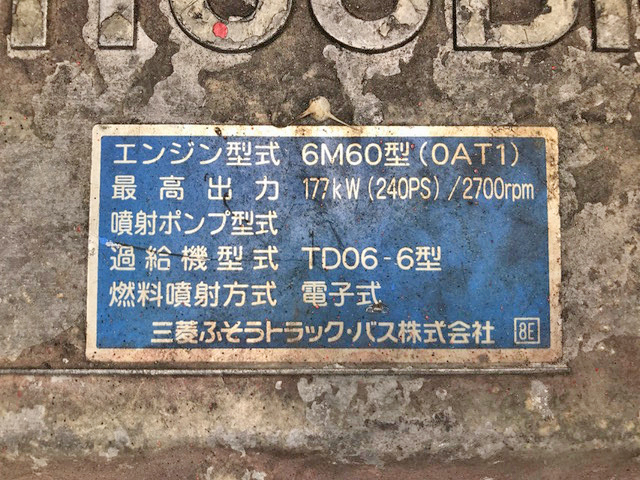 エンジン型式 6M60型(0AT1)
最高出力 177kW(240PS)/2700rpm
噴射ポンプ型式
過給機型式 TD06-6型
燃料噴射方式 電子式
三菱ふそうトラック・バス株式会社 8E